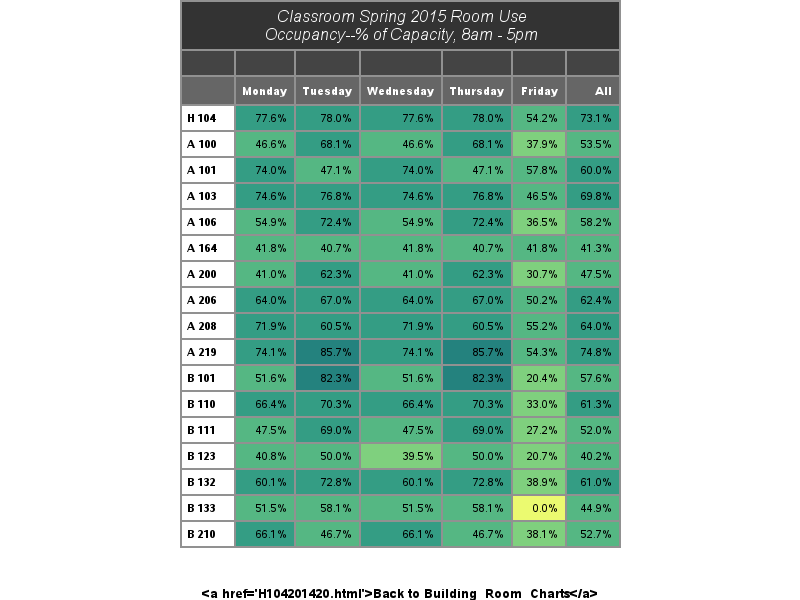 Classroom Spring 2015 Room Use
Occupancy--% of Capacity, 8am - 5pm
Monday Tuesday Wednesday Thursday Friday All
H 104 77.6% 78.0% 77.6% 78.0% 54.2% 73.1%
A 100 46.6% 68.1% 46.6% 68.1% 37.9% 53.5%
A 101 74.0% 47.1% 74.0% 47.1% 57.8% 60.0%
A 103 74.6% 76.8% 74.6% 76.8% 46.5% 69.8%
A 106 54.9% 72.4% 54.9% 72.4% 36.5% 58.2%
A 164 41.8% 40.7% 41.8% 40.7% 41.8% 41.3%
A 200 41.0% 62.3% 41.0% 62.3% 30.7% 47.5%
A 206 64.0% 67.0% 64.0% 67.0% 50.2% 62.4%
A 208 71.9% 60.5% 71.9% 60.5% 55.2% 64.0%
A 219 74.1% 85.7% 74.1% 85.7% 54.3% 74.8%
B 101 51.6% 82.3% 51.6% 82.3% 20.4% 57.6%
B 110 66.4% 70.3% 66.4% 70.3% 33.0% 61.3%
B 111 47.5% 69.0% 47.5% 69.0% 27.2% 52.0%
B 123 40.8% 50.0% 39.5% 50.0% 20.7% 40.2%
B 132 60.1% 72.8% 60.1% 72.8% 38.9% 61.0%
B 133 51.5% 58.1% 51.5% 58.1% 0.0% 44.9%
B 210 66.1% 46.7% 66.1% 46.7% 38.1% 52.7%
<a href='H104201420.html'>Back to Building_Room_Charts</a>